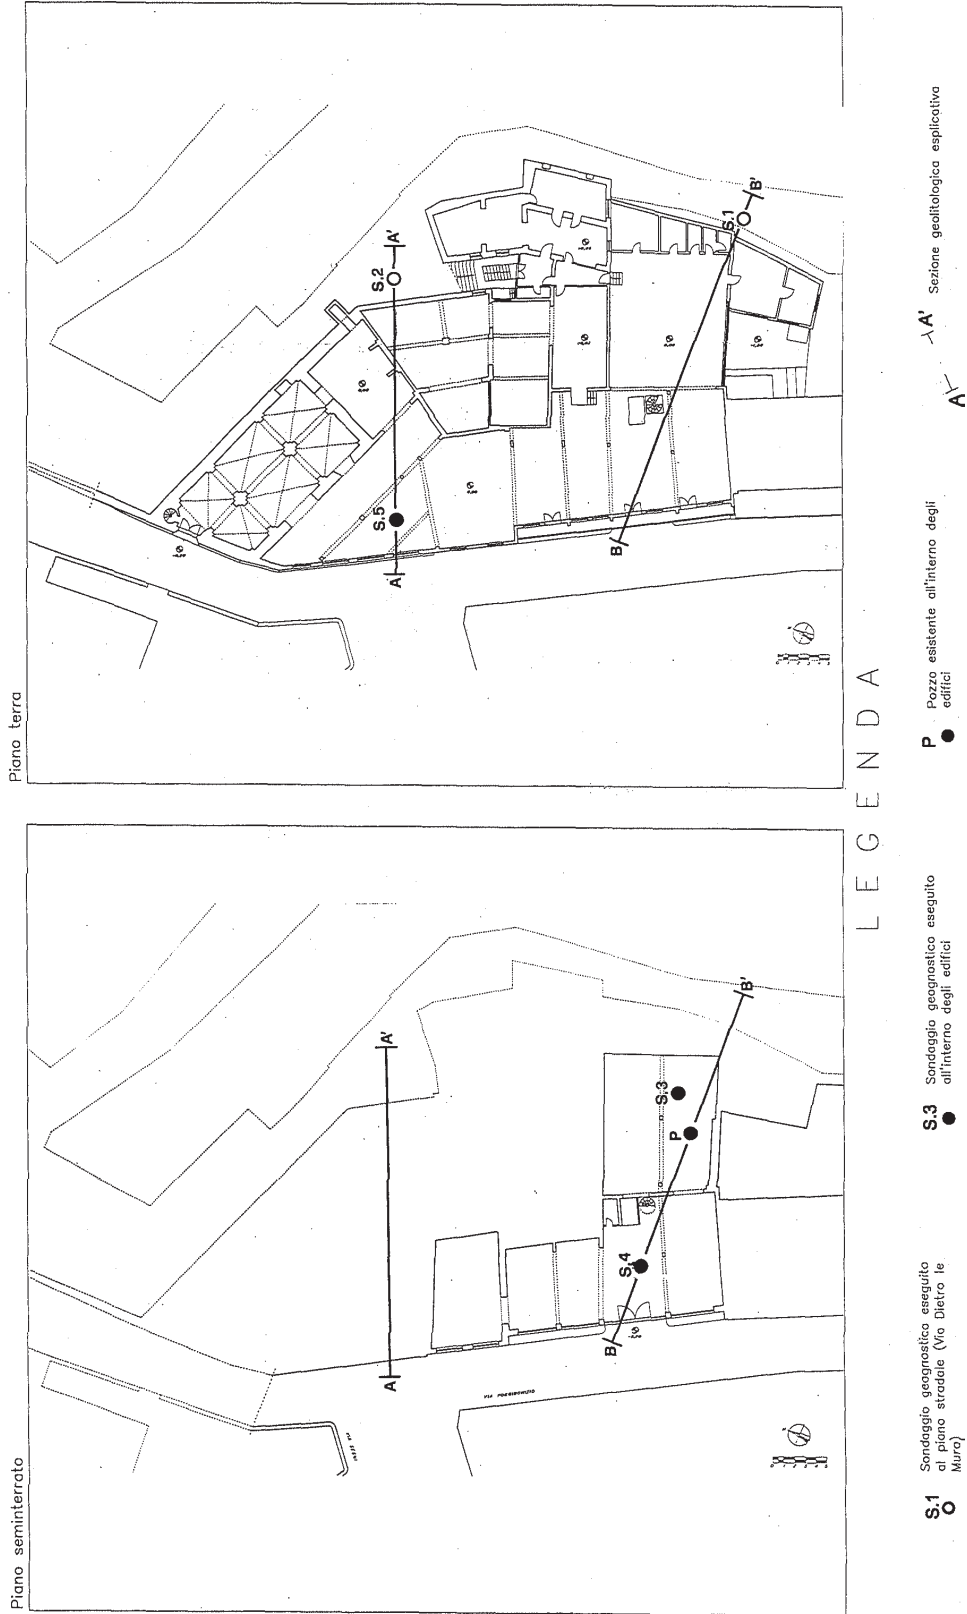 Piano seminterrato
A
A'
B
B'
S.4
P
S.3
Piano terra
A
A'
S.5
S.2
B
B'
S.1
LEGENDA
S.1
Sondaggio geognostico eseguito
al piano stradale (Via Dietro le
Mura)
S.3
Sondaggio geognostico eseguito
all'interno degli edifici
P
Pozzo esistente all'interno degli
edifici
A
A'
Sezione geolitologica esplicativa